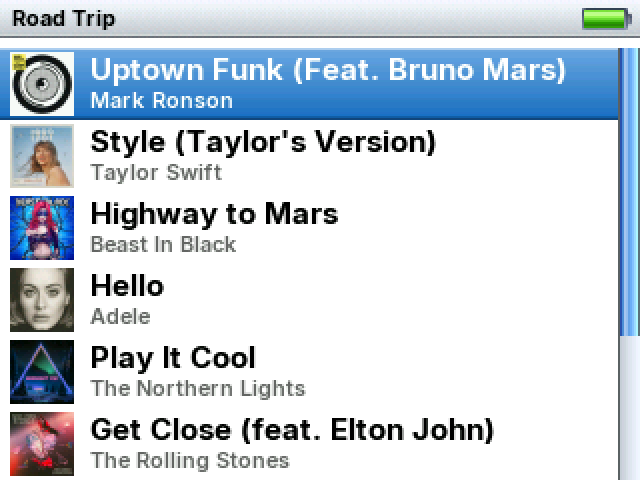 Road Trip
Uptown Funk (Feat. Bruno Mars)
Mark Ronson
Style (Taylor's Version)
Taylor Swift
Highway to Mars
Beast In Black
Hello
Adele
Play It Cool
The Northern Lights
Get Close (feat. Elton John)
The Rolling Stones